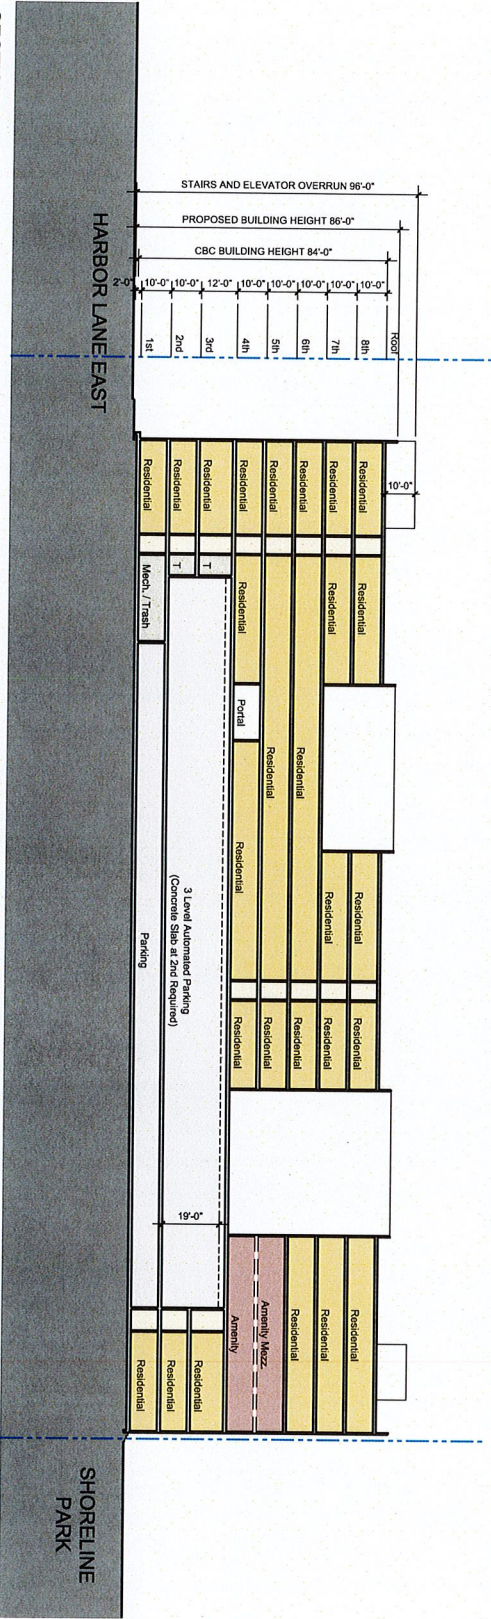 STAIRS AND ELEVATOR OVERRUN 96'-0"
PROPOSED BUILDING HEIGHT 86'-0"
CBC BUILDING HEIGHT 84'-0"
2'-0"
10'-0"
10'-0"
12'-0"
10'-0"
10'-0"
10'-0"
10'-0"
10'-0"
Roof
8th
7th
6th
5th
4th
3rd
2nd
1st
10'-0"
HARBOR LANE EAST
Residential
Residential
Residential
Residential
Residential
Residential
Residential
Residential
T
T
Mech. / Trash
Residential
Residential
Residential
Portal
Residential
Residential
Residential
Residential
Residential
3 Level Automated Parking
(Concrete Slab at 2nd Required)
Parking
Residential
Residential
Residential
Residential
Residential
19'-0"
Residential
Residential
Residential
Amenity Mezz.
Amenity
Residential
Residential
Residential
SHORELINE
PARK